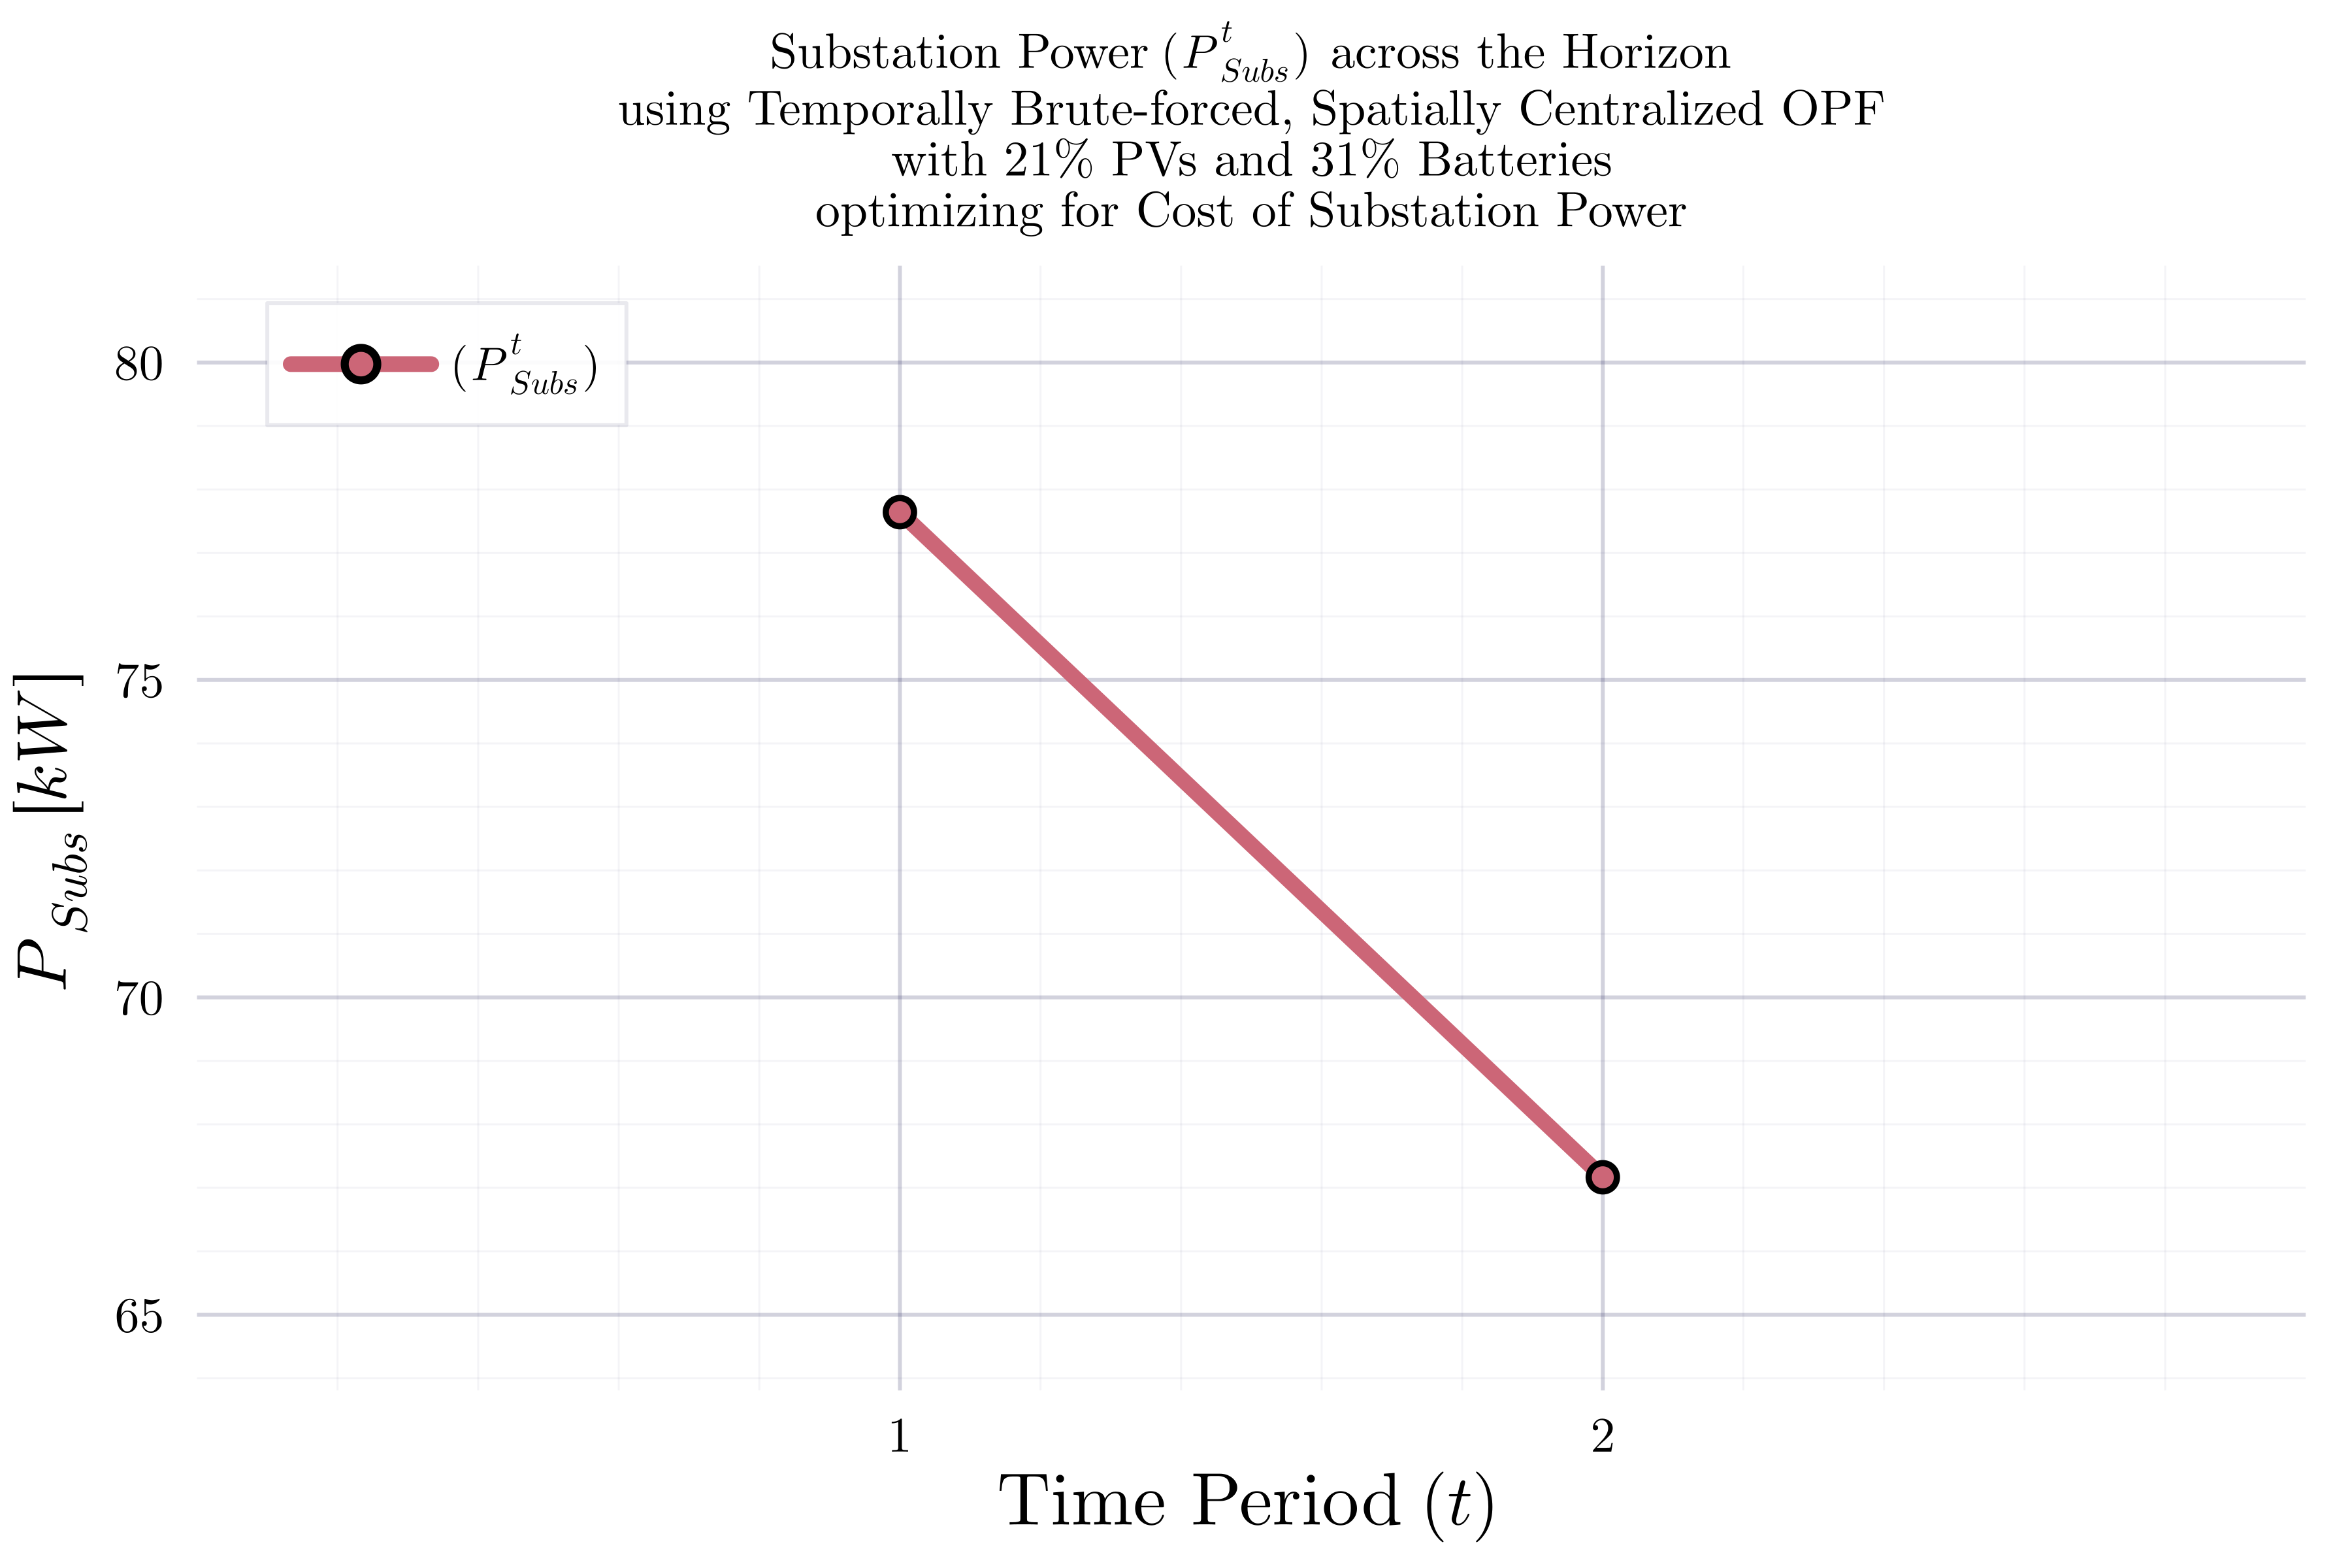 Substation Power (P^t_Subs) across the Horizon
using Temporally Brute-forced, Spatially Centralized OPF
with 21% PVs and 31% Batteries
optimizing for Cost of Substation Power
(P^t_Subs)
80
75
70
65
P_Subs [kW]
1
2
Time Period (t)